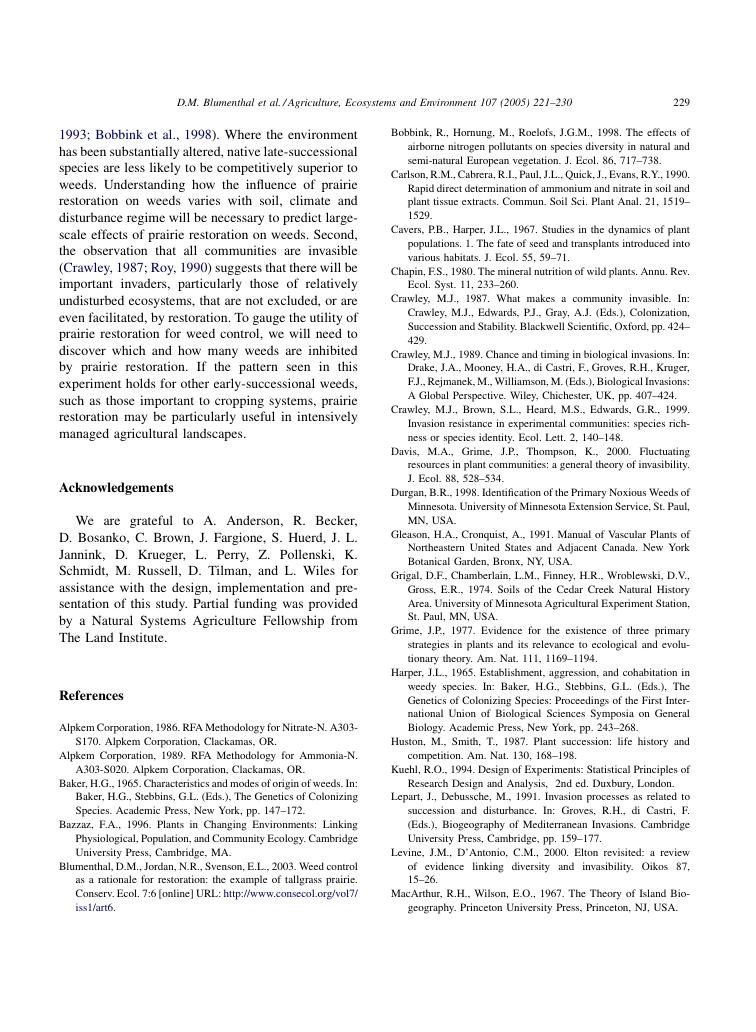 D.M. Blumenthal et al. / Agriculture, Ecosystems and Environment 107 (2005) 221–230
229
1993; Bobbink et al., 1998). Where the environment
has been substantially altered, native late-successional
species are less likely to be competitively superior to
weeds. Understanding how the influence of prairie
restoration on weeds varies with soil, climate and
disturbance regime will be necessary to predict large-
scale effects of prairie restoration on weeds. Second,
the observation that all communities are invasible
(Crawley, 1987; Roy, 1990) suggests that there will be
important invaders, particularly those of relatively
undisturbed ecosystems, that are not excluded, or are
even facilitated, by restoration. To gauge the utility of
prairie restoration for weed control, we will need to
discover which and how many weeds are inhibited
by prairie restoration. If the pattern seen in this
experiment holds for other early-successional weeds,
such as those important to cropping systems, prairie
restoration may be particularly useful in intensively
managed agricultural landscapes.
Acknowledgements
We are grateful to A. Anderson, R. Becker,
D. Bosanko, C. Brown, J. Fargione, S. Huerd, J. L.
Jannink, D. Krueger, L. Perry, Z. Pollenski, K.
Schmidt, M. Russell, D. Tilman, and L. Wiles for
assistance with the design, implementation and pre-
sentation of this study. Partial funding was provided
by a Natural Systems Agriculture Fellowship from
The Land Institute.
References
Alpkem Corporation, 1986. RFA Methodology for Nitrate-N. A303-
S170. Alpkem Corporation, Clackamas, OR.
Alpkem Corporation, 1989. RFA Methodology for Ammonia-N.
A303-S020. Alpkem Corporation, Clackamas, OR.
Baker, H.G., 1965. Characteristics and modes of origin of weeds. In:
Baker, H.G., Stebbins, G.L. (Eds.), The Genetics of Colonizing
Species. Academic Press, New York, pp. 147–172.
Bazzaz, F.A., 1996. Plants in Changing Environments: Linking
Physiological, Population, and Community Ecology. Cambridge
University Press, Cambridge, MA.
Blumenthal, D.M., Jordan, N.R., Svenson, E.L., 2003. Weed control
as a rationale for restoration: the example of tallgrass prairie.
Conserv. Ecol. 7:6 [online] URL: http://www.consecol.org/vol7/
iss1/art6.
Bobbink, R., Hornung, M., Roelofs, J.G.M., 1998. The effects of
airborne nitrogen pollutants on species diversity in natural and
semi-natural European vegetation. J. Ecol. 86, 717–738.
Carlson, R.M., Cabrera, R.I., Paul, J.L., Quick, J., Evans, R.Y., 1990.
Rapid direct determination of ammonium and nitrate in soil and
plant tissue extracts. Commun. Soil Sci. Plant Anal. 21, 1519–
1529.
Cavers, P.B., Harper, J.L., 1967. Studies in the dynamics of plant
populations. 1. The fate of seed and transplants introduced into
various habitats. J. Ecol. 55, 59–71.
Chapin, F.S., 1980. The mineral nutrition of wild plants. Annu. Rev.
Ecol. Syst. 11, 233–260.
Crawley, M.J., 1987. What makes a community invasible. In:
Crawley, M.J., Edwards, P.J., Gray, A.J. (Eds.), Colonization,
Succession and Stability. Blackwell Scientific, Oxford, pp. 424–
429.
Crawley, M.J., 1989. Chance and timing in biological invasions. In:
Drake, J.A., Mooney, H.A., di Castri, F., Groves, R.H., Kruger,
F.J., Rejmanek, M., Williamson, M. (Eds.), Biological Invasions:
A Global Perspective. Wiley, Chichester, UK, pp. 407–424.
Crawley, M.J., Brown, S.L., Heard, M.S., Edwards, G.R., 1999.
Invasion resistance in experimental communities: species rich-
ness or species identity. Ecol. Lett. 2, 140–148.
Davis, M.A., Grime, J.P., Thompson, K., 2000. Fluctuating
resources in plant communities: a general theory of invasibility.
J. Ecol. 88, 528–534.
Durgan, B.R., 1998. Identification of the Primary Noxious Weeds of
Minnesota. University of Minnesota Extension Service, St. Paul,
MN, USA.
Gleason, H.A., Cronquist, A., 1991. Manual of Vascular Plants of
Northeastern United States and Adjacent Canada. New York
Botanical Garden, Bronx, NY, USA.
Grigal, D.F., Chamberlain, L.M., Finney, H.R., Wroblewski, D.V.,
Gross, E.R., 1974. Soils of the Cedar Creek Natural History
Area. University of Minnesota Agricultural Experiment Station,
St. Paul, MN, USA.
Grime, J.P., 1977. Evidence for the existence of three primary
strategies in plants and its relevance to ecological and evolu-
tionary theory. Am. Nat. 111, 1169–1194.
Harper, J.L., 1965. Establishment, aggression, and cohabitation in
weedy species. In: Baker, H.G., Stebbins, G.L. (Eds.), The
Genetics of Colonizing Species: Proceedings of the First Inter-
national Union of Biological Sciences Symposia on General
Biology. Academic Press, New York, pp. 243–268.
Huston, M., Smith, T., 1987. Plant succession: life history and
competition. Am. Nat. 130, 168–198.
Kuehl, R.O., 1994. Design of Experiments: Statistical Principles of
Research Design and Analysis, 2nd ed. Duxbury, London.
Lepart, J., Debussche, M., 1991. Invasion processes as related to
succession and disturbance. In: Groves, R.H., di Castri, F.
(Eds.), Biogeography of Mediterranean Invasions. Cambridge
University Press, Cambridge, pp. 159–177.
Levine, J.M., D'Antonio, C.M., 2000. Elton revisited: a review
of evidence linking diversity and invasibility. Oikos 87,
15–26.
MacArthur, R.H., Wilson, E.O., 1967. The Theory of Island Bio-
geography. Princeton University Press, Princeton, NJ, USA.